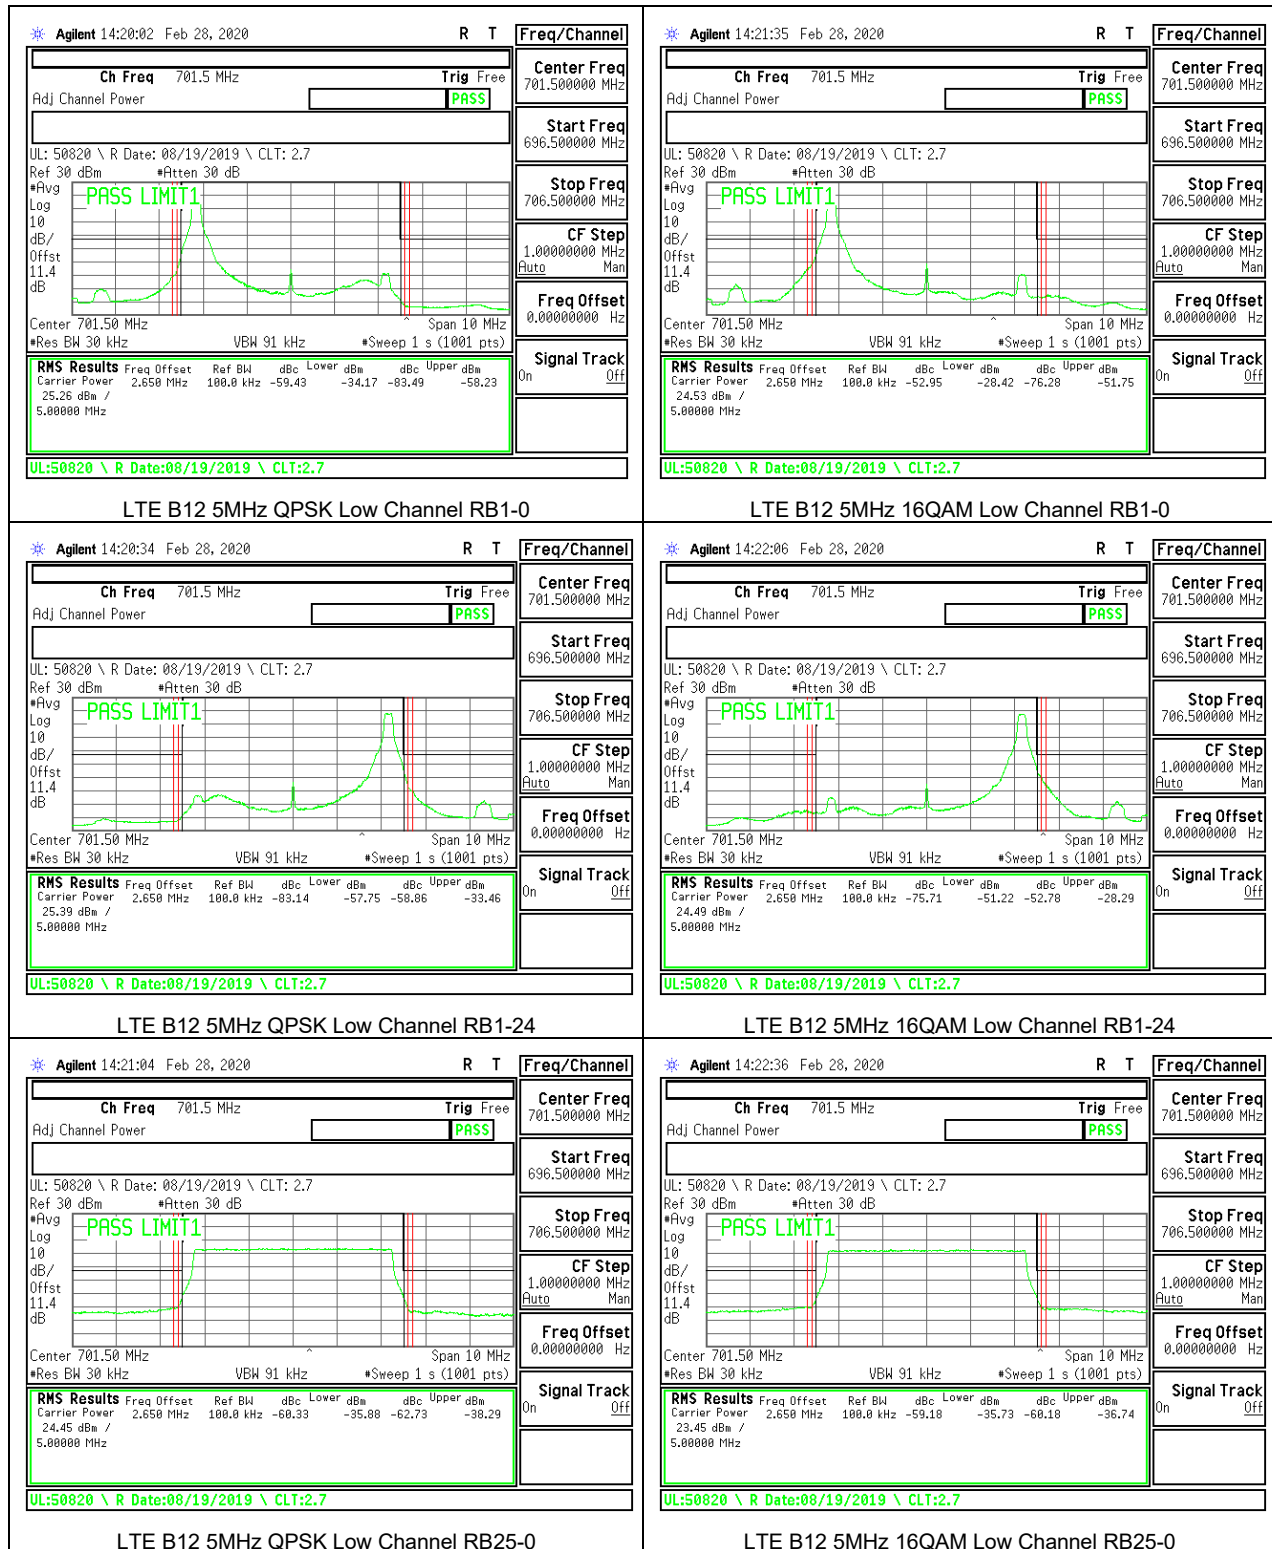 Agilent 14:20:02 Feb 28, 2020 R T Freq/Channel
Ch Freq 701.5 MHz Trig Free
Adj Channel Power PASS
Center Freq
701.500000 MHz
Start Freq
696.500000 MHz
UL: 50820 \ R Date: 08/19/2019 \ CLT: 2.7
Ref 30 dBm #Atten 30 dB
#Avg
Log
10
dB/
Offst
11.4
dB
PASS LIMIT1
Stop Freq
706.500000 MHz
CF Step
1.00000000 MHz
Auto Man
Freq Offset
0.00000000 Hz
Center 701.50 MHz Span 10 MHz
#Res BW 30 kHz VBW 91 kHz #Sweep 1 s (1001 pts)
Signal Track
On Off
RMS Results Freq Offset Ref BW dBc Lower dBm dBc Upper dBm
Carrier Power 2.650 MHz 100.0 kHz -59.43 -34.17 -83.49 -58.23
25.26 dBm /
5.00000 MHz
UL:50820 \ R Date:08/19/2019 \ CLT:2.7
LTE B12 5MHz QPSK Low Channel RB1-0
Agilent 14:21:35 Feb 28, 2020 R T Freq/Channel
Ch Freq 701.5 MHz Trig Free
Adj Channel Power PASS
Center Freq
701.500000 MHz
Start Freq
696.500000 MHz
UL: 50820 \ R Date: 08/19/2019 \ CLT: 2.7
Ref 30 dBm #Atten 30 dB
#Avg
Log
10
dB/
Offst
11.4
dB
PASS LIMIT1
Stop Freq
706.500000 MHz
CF Step
1.00000000 MHz
Auto Man
Freq Offset
0.00000000 Hz
Center 701.50 MHz Span 10 MHz
#Res BW 30 kHz VBW 91 kHz #Sweep 1 s (1001 pts)
Signal Track
On Off
RMS Results Freq Offset Ref BW dBc Lower dBm dBc Upper dBm
Carrier Power 2.650 MHz 100.0 kHz -52.95 -28.42 -76.28 -51.75
24.53 dBm /
5.00000 MHz
UL:50820 \ R Date:08/19/2019 \ CLT:2.7
LTE B12 5MHz 16QAM Low Channel RB1-0
Agilent 14:20:34 Feb 28, 2020 R T Freq/Channel
Ch Freq 701.5 MHz Trig Free
Adj Channel Power PASS
Center Freq
701.500000 MHz
Start Freq
696.500000 MHz
UL: 50820 \ R Date: 08/19/2019 \ CLT: 2.7
Ref 30 dBm #Atten 30 dB
#Avg
Log
10
dB/
Offst
11.4
dB
PASS LIMIT1
Stop Freq
706.500000 MHz
CF Step
1.00000000 MHz
Auto Man
Freq Offset
0.00000000 Hz
Center 701.50 MHz Span 10 MHz
#Res BW 30 kHz VBW 91 kHz #Sweep 1 s (1001 pts)
Signal Track
On Off
RMS Results Freq Offset Ref BW dBc Lower dBm dBc Upper dBm
Carrier Power 2.650 MHz 100.0 kHz -83.14 -57.75 -58.86 -33.46
25.39 dBm /
5.00000 MHz
UL:50820 \ R Date:08/19/2019 \ CLT:2.7
LTE B12 5MHz QPSK Low Channel RB1-24
Agilent 14:22:06 Feb 28, 2020 R T Freq/Channel
Ch Freq 701.5 MHz Trig Free
Adj Channel Power PASS
Center Freq
701.500000 MHz
Start Freq
696.500000 MHz
UL: 50820 \ R Date: 08/19/2019 \ CLT: 2.7
Ref 30 dBm #Atten 30 dB
#Avg
Log
10
dB/
Offst
11.4
dB
PASS LIMIT1
Stop Freq
706.500000 MHz
CF Step
1.00000000 MHz
Auto Man
Freq Offset
0.00000000 Hz
Center 701.50 MHz Span 10 MHz
#Res BW 30 kHz VBW 91 kHz #Sweep 1 s (1001 pts)
Signal Track
On Off
RMS Results Freq Offset Ref BW dBc Lower dBm dBc Upper dBm
Carrier Power 2.650 MHz 100.0 kHz -75.71 -51.22 -52.78 -28.29
24.49 dBm /
5.00000 MHz
UL:50820 \ R Date:08/19/2019 \ CLT:2.7
LTE B12 5MHz 16QAM Low Channel RB1-24
Agilent 14:21:04 Feb 28, 2020 R T Freq/Channel
Ch Freq 701.5 MHz Trig Free
Adj Channel Power PASS
Center Freq
701.500000 MHz
Start Freq
696.500000 MHz
UL: 50820 \ R Date: 08/19/2019 \ CLT: 2.7
Ref 30 dBm #Atten 30 dB
#Avg
Log
10
dB/
Offst
11.4
dB
PASS LIMIT1
Stop Freq
706.500000 MHz
CF Step
1.00000000 MHz
Auto Man
Freq Offset
0.00000000 Hz
Center 701.50 MHz Span 10 MHz
#Res BW 30 kHz VBW 91 kHz #Sweep 1 s (1001 pts)
Signal Track
On Off
RMS Results Freq Offset Ref BW dBc Lower dBm dBc Upper dBm
Carrier Power 2.650 MHz 100.0 kHz -60.33 -35.88 -62.73 -38.29
24.45 dBm /
5.00000 MHz
UL:50820 \ R Date:08/19/2019 \ CLT:2.7
LTE B12 5MHz QPSK Low Channel RB25-0
Agilent 14:22:36 Feb 28, 2020 R T Freq/Channel
Ch Freq 701.5 MHz Trig Free
Adj Channel Power PASS
Center Freq
701.500000 MHz
Start Freq
696.500000 MHz
UL: 50820 \ R Date: 08/19/2019 \ CLT: 2.7
Ref 30 dBm #Atten 30 dB
#Avg
Log
10
dB/
Offst
11.4
dB
PASS LIMIT1
Stop Freq
706.500000 MHz
CF Step
1.00000000 MHz
Auto Man
Freq Offset
0.00000000 Hz
Center 701.50 MHz Span 10 MHz
#Res BW 30 kHz VBW 91 kHz #Sweep 1 s (1001 pts)
Signal Track
On Off
RMS Results Freq Offset Ref BW dBc Lower dBm dBc Upper dBm
Carrier Power 2.650 MHz 100.0 kHz -59.18 -35.73 -60.18 -36.74
23.45 dBm /
5.00000 MHz
UL:50820 \ R Date:08/19/2019 \ CLT:2.7
LTE B12 5MHz 16QAM Low Channel RB25-0